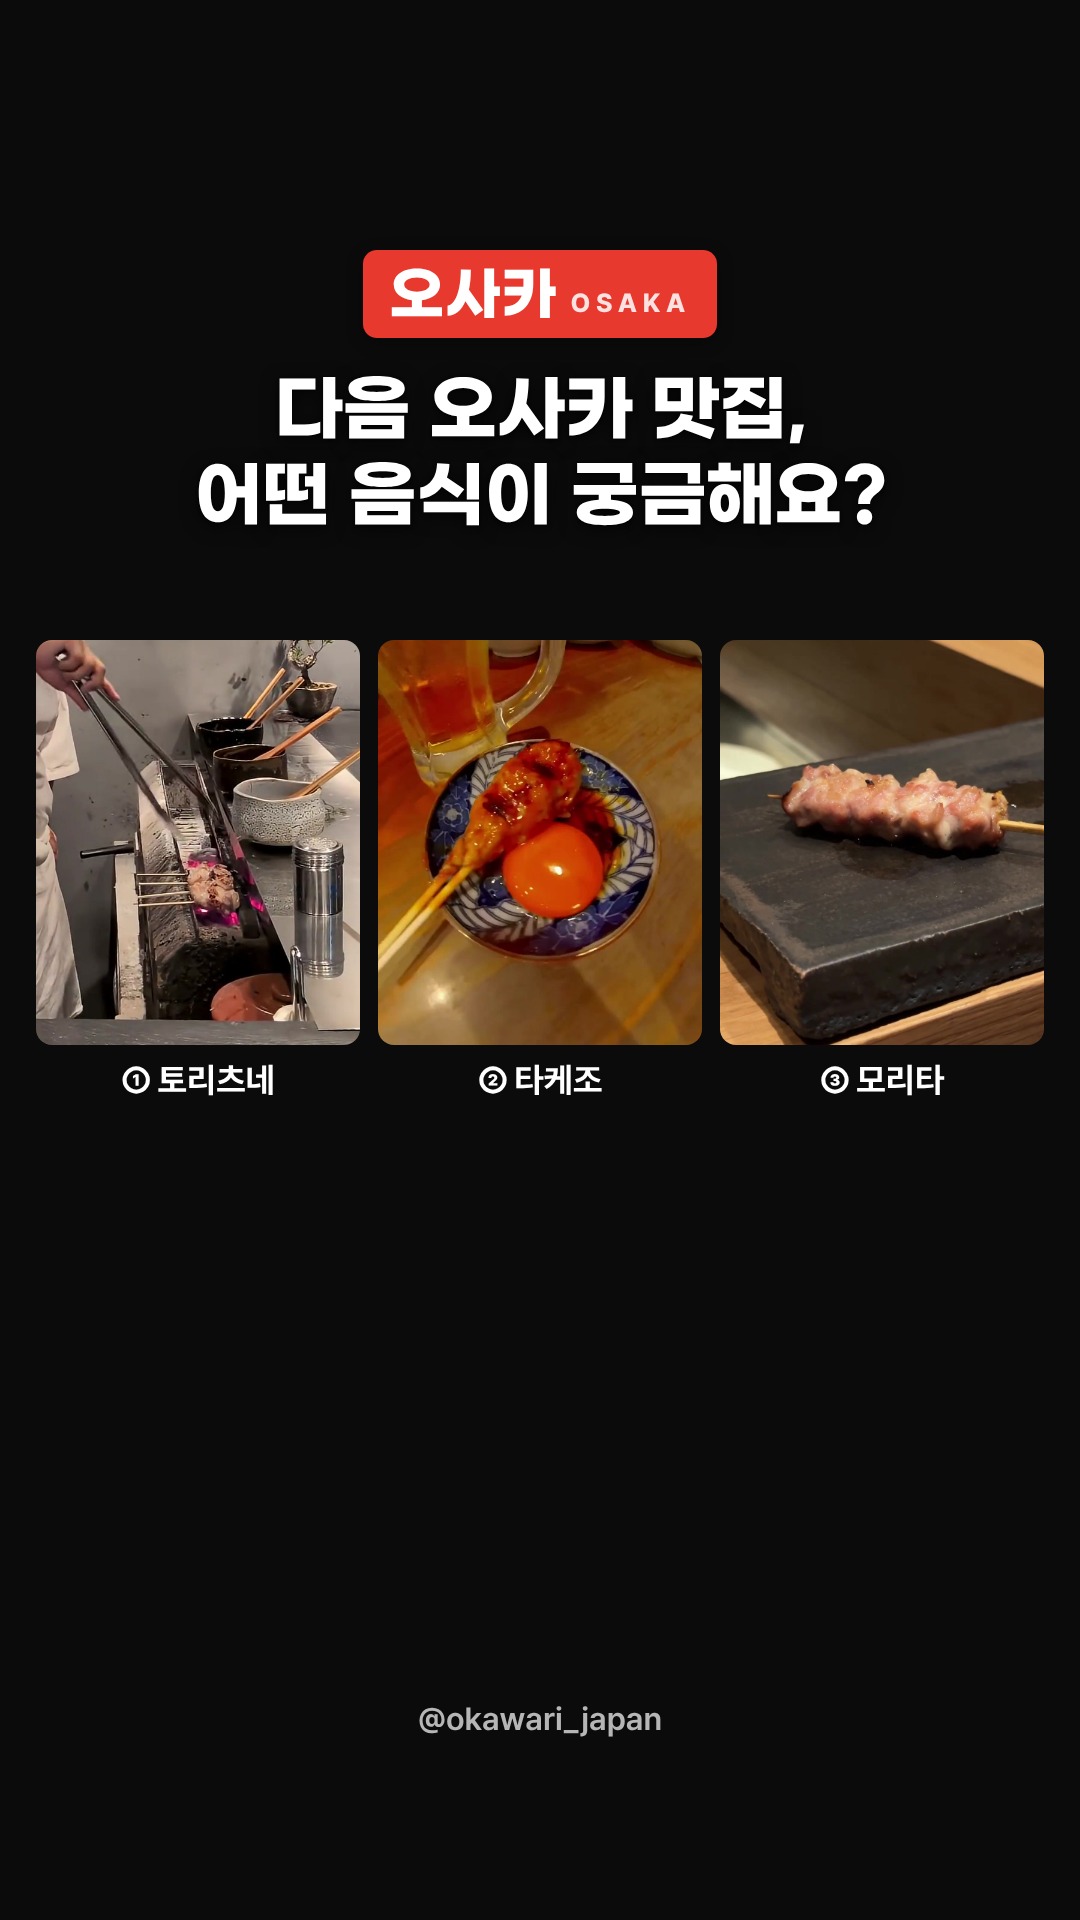 오사카 OSAKA
다음 오사카 맛집,
어떤 음식이 궁금해요?
① 토리츠네
② 타케조
③ 모리타
@okawari_japan